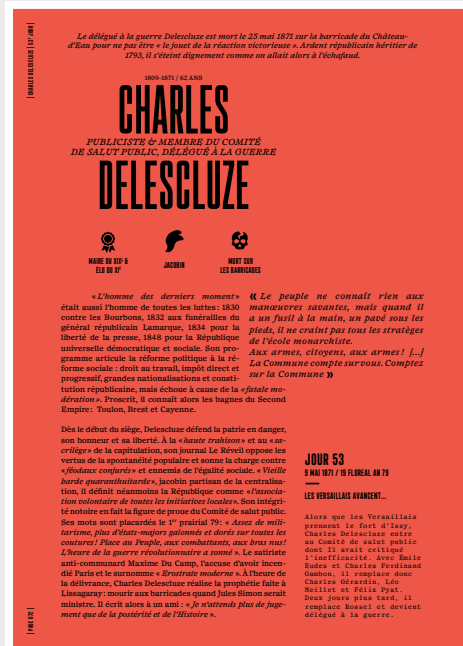 | CHARLES DELESCLUZE | 53E JOUR |
Le délégué à la guerre Delescluze est mort le 25 mai 1871 sur la barricade du Château-
d'Eau pour ne pas être « le jouet de la réaction victorieuse ». Ardent républicain héritier de
1793, il s'éteint dignement comme on allait alors à l'échafaud.
1809-1871 / 62 ANS
CHARLES
PUBLICISTE & MEMBRE DU COMITÉ
DE SALUT PUBLIC, DÉLÉGUÉ À LA GUERRE
DELESCLUZE
MAIRE DU XIXE &
ELU DU XIE
JACOBIN
MORT SUR
LES BARRICADES
« L'homme des derniers moments »
était aussi l'homme de toutes les luttes : 1830
contre les Bourbons, 1832 aux funérailles du
général républicain Lamarque, 1834 pour la
liberté de la presse, 1848 pour la République
universelle démocratique et sociale. Son pro-
gramme articule la réforme politique à la ré-
forme sociale : droit au travail, impôt direct et
progressif, grandes nationalisations et consti-
tution républicaine, mais échoue à cause de la « fatale mo-
dération ». Proscrit, il connaît alors les bagnes du Second
Empire : Toulon, Brest et Cayenne.
« Le peuple ne connaît rien aux
manœuvres savantes, mais quand il
a un fusil à la main, un pavé sous les
pieds, il ne craint pas tous les stratèges
de l'école monarchiste.
Aux armes, citoyens, aux armes ! [...]
La Commune compte sur vous. Comptez
sur la Commune »
Dès le début du siège, Delescluze défend la patrie en danger,
son honneur et sa liberté. À la « haute trahison » et au « sa-
crilège » de la capitulation, son journal Le Réveil oppose les
vertus de la spontanéité populaire et sonne la charge contre
« féodaux conjurés » et ennemis de l'égalité sociale. « Vieille
barde quaranthuitarde », jacobin partisan de la centralisa-
tion, il définit néanmoins la République comme « l'associa-
tion volontaire de toutes les initiatives locales ». Son intégri-
té notoire en fait la figure de proue du Comité de salut public.
Ses mots sont placardés le 1er prairial 79 : « Assez de mili-
tarisme, plus d'états-majors galonnés et dorés sur toutes les
coutures ! Place au Peuple, aux combattants, aux bras nus !
L'heure de la guerre révolutionnaire a sonné ». Le satiriste
anti-communard Maxime Du Camp, l'accuse d'avoir incen-
dié Paris et le surnomme « Erostrate moderne ». À l'heure de
la délivrance, Charles Delescluze réalise la prophétie faite à
Lissagaray : mourir aux barricades quand Jules Simon serait
ministre. Il écrit alors à un ami : « Je n'attends plus de juge-
ment que de la postérité et de l'Histoire ».
JOUR 53
9 MAI 1871 / 19 FLOREAL AN 79
LES VERSAILLAIS AVANCENT...
Alors que les Versaillais
prennent le fort d'Issy,
Charles Delescluze entre
au Comité de salut public
dont il avait critiqué
l'inefficacité. Avec Émile
Eudes et Charles Ferdinand
Gambon, il remplace donc
Charles Gérardin, Léo
Meillet et Félix Pyat.
Deux jours plus tard, il
remplace Rossel et devient
délégué à la guerre.